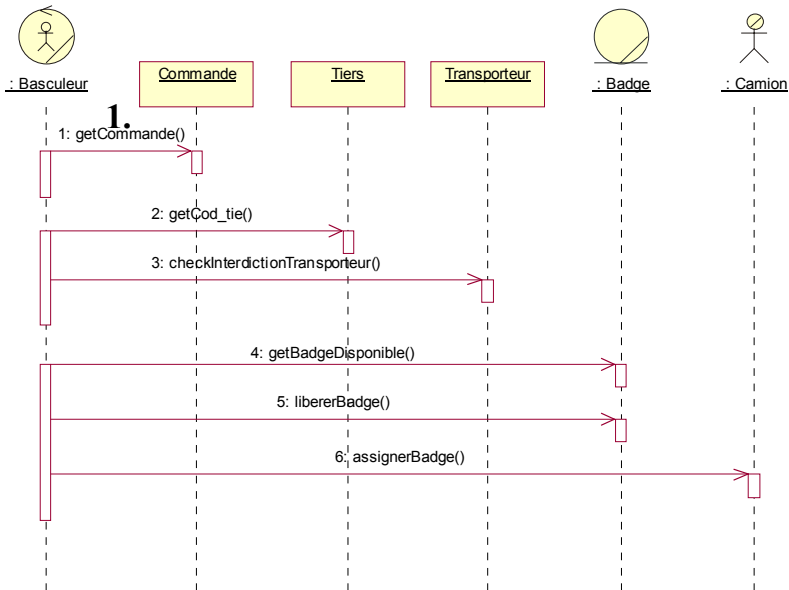 : Basculeur
Commande
Tiers
Transporteur
: Badge
: Camion
1.
1: getCommande()
2: getCod_tie()
3: checkInterdictionTransporteur()
4: getBadgeDisponible()
5: libererBadge()
6: assignerBadge()